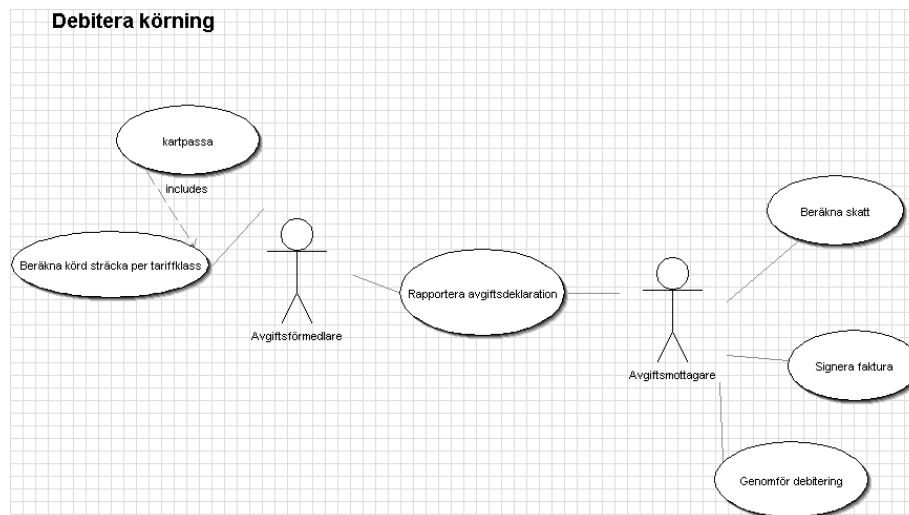 Debitera körning
kartpassa
includes
Beräkna körd sträcka per tariffklass
Avgiftsförmedlare
Rapportera avgiftsdeklaration
Beräkna skatt
Avgiftsmottagare
Signera faktura
Genomför debitering